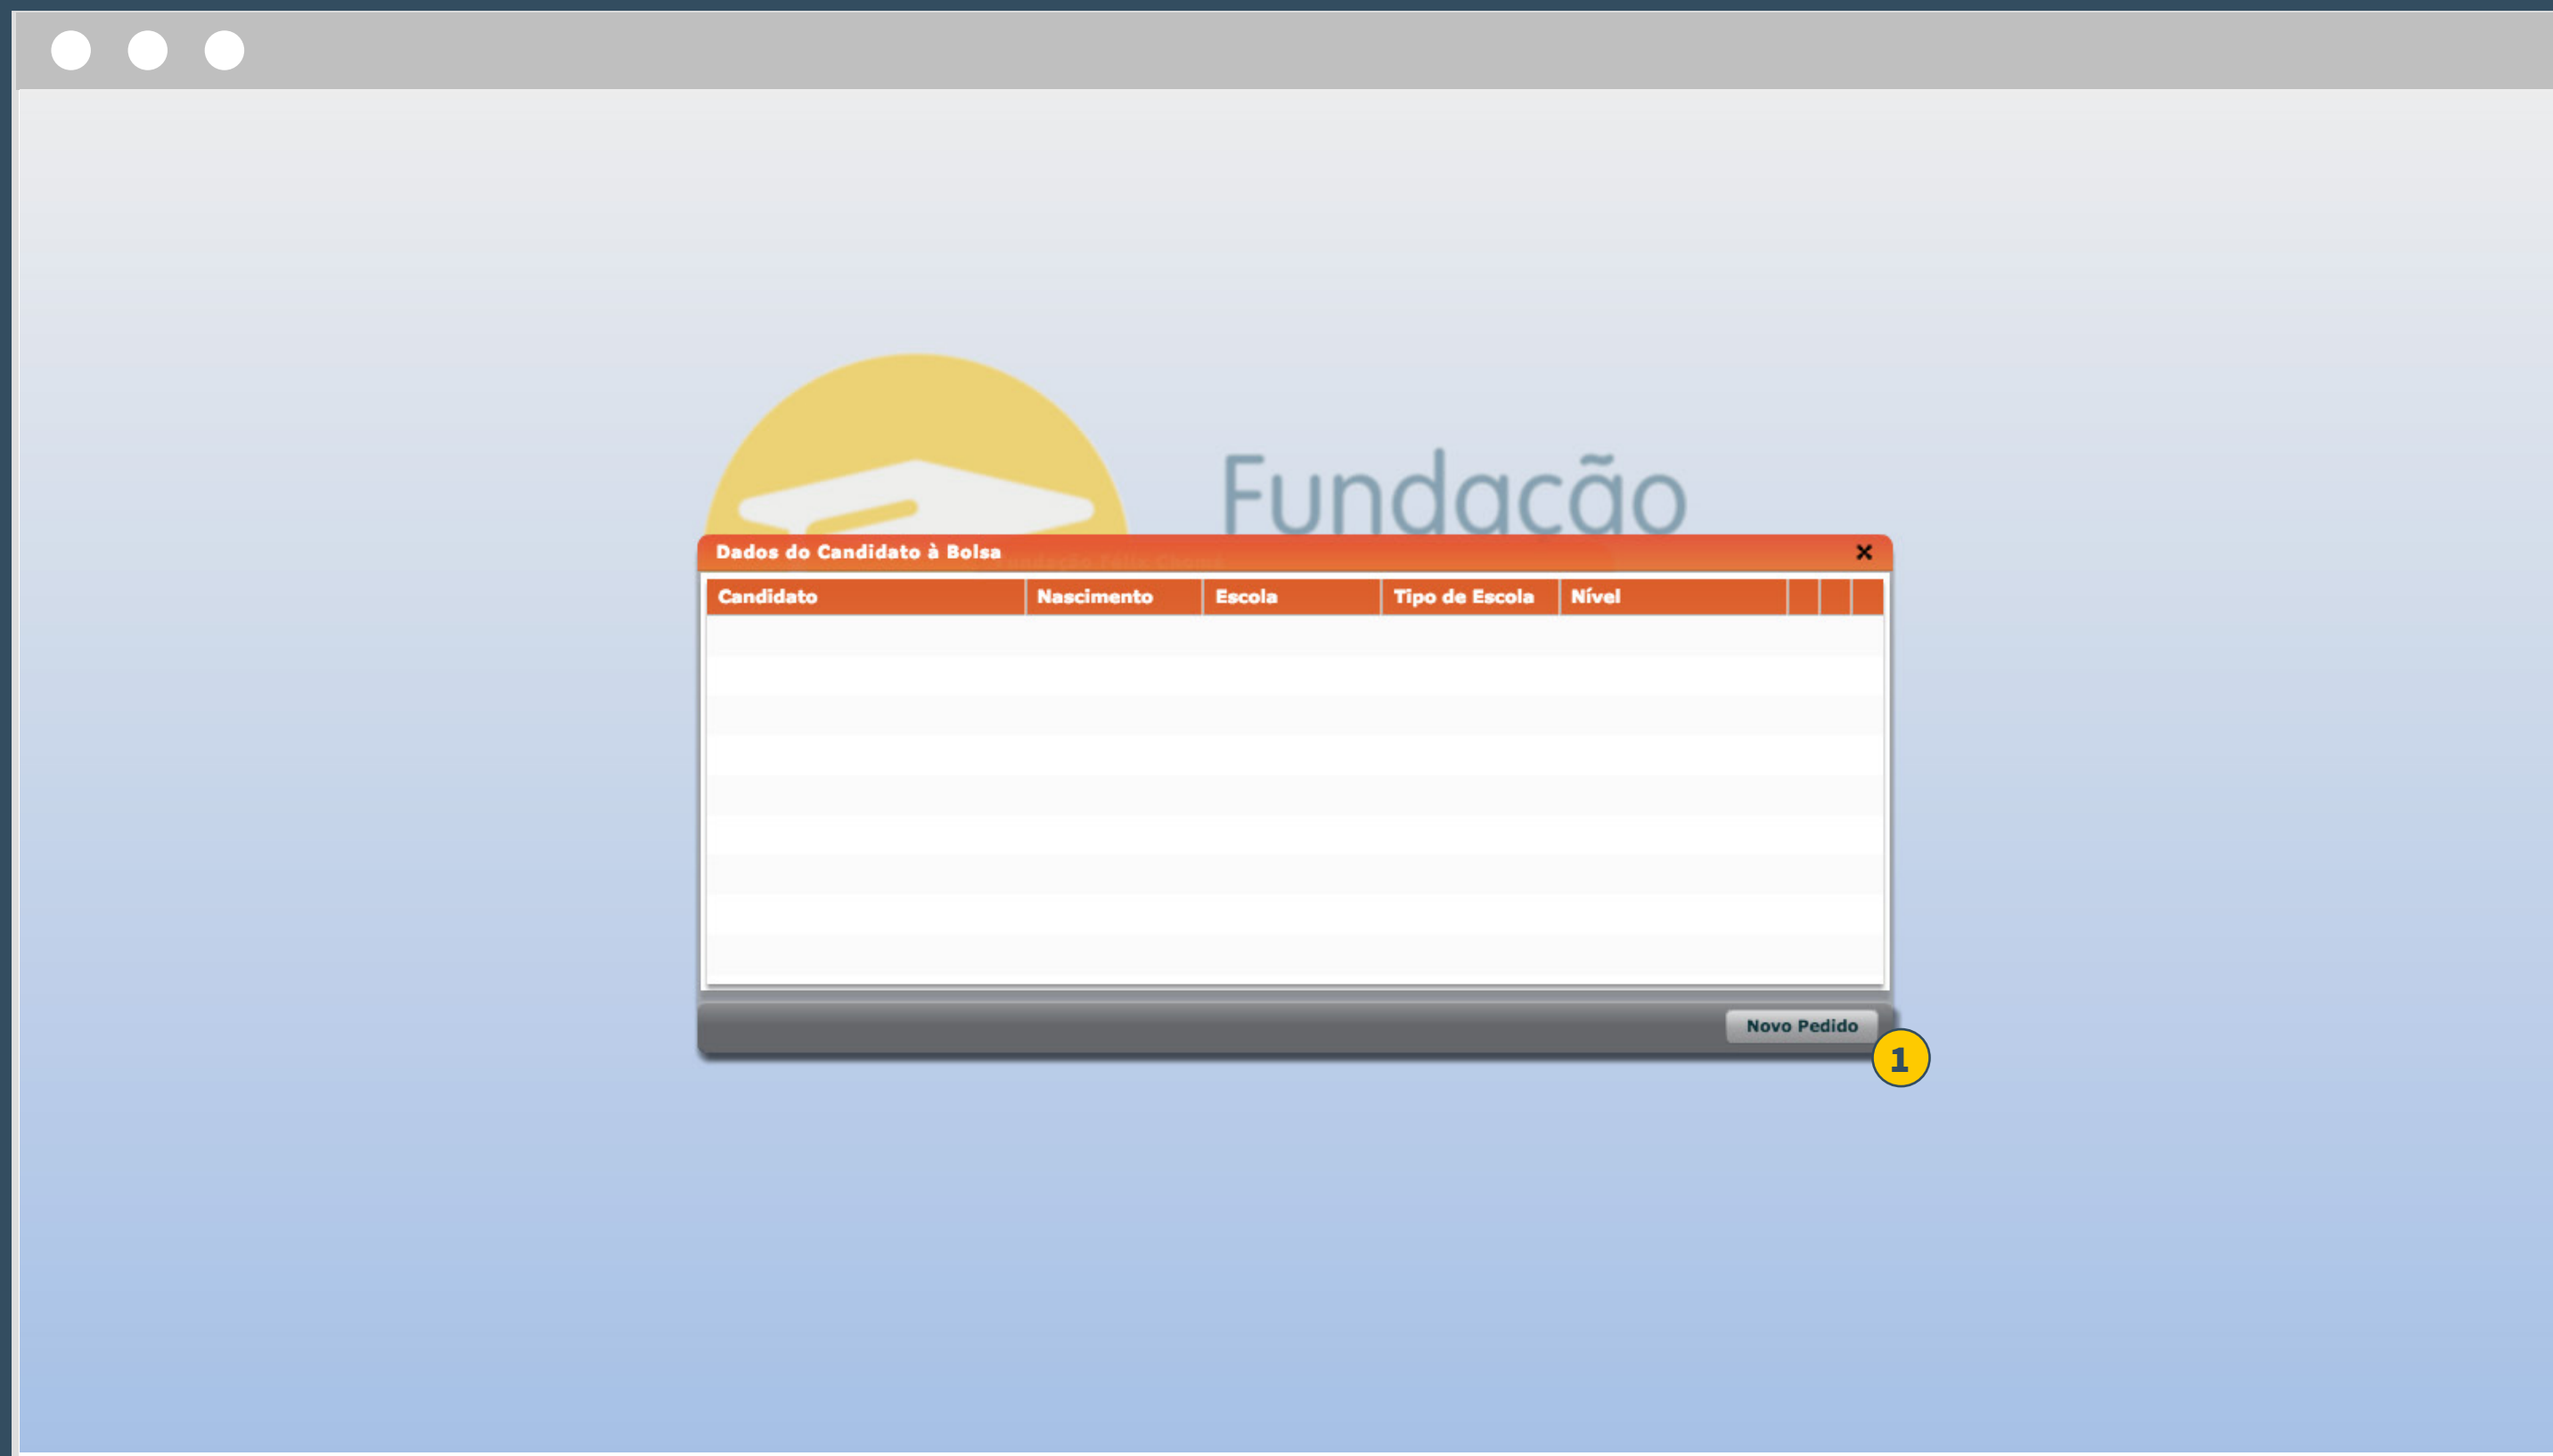 Fundação
Dados do Candidato à Bolsa
Candidato Nascimento Escola Tipo de Escola Nível
Novo Pedido
1